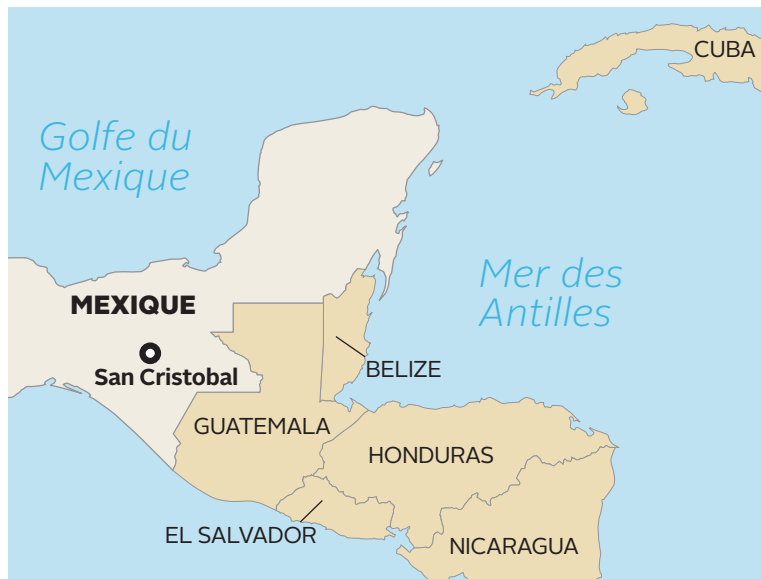 CUBA
Golfe du
Mexique
Mer des
Antilles
MEXIQUE
San Cristobal
BELIZE
GUATEMALA
HONDURAS
EL SALVADOR
NICARAGUA